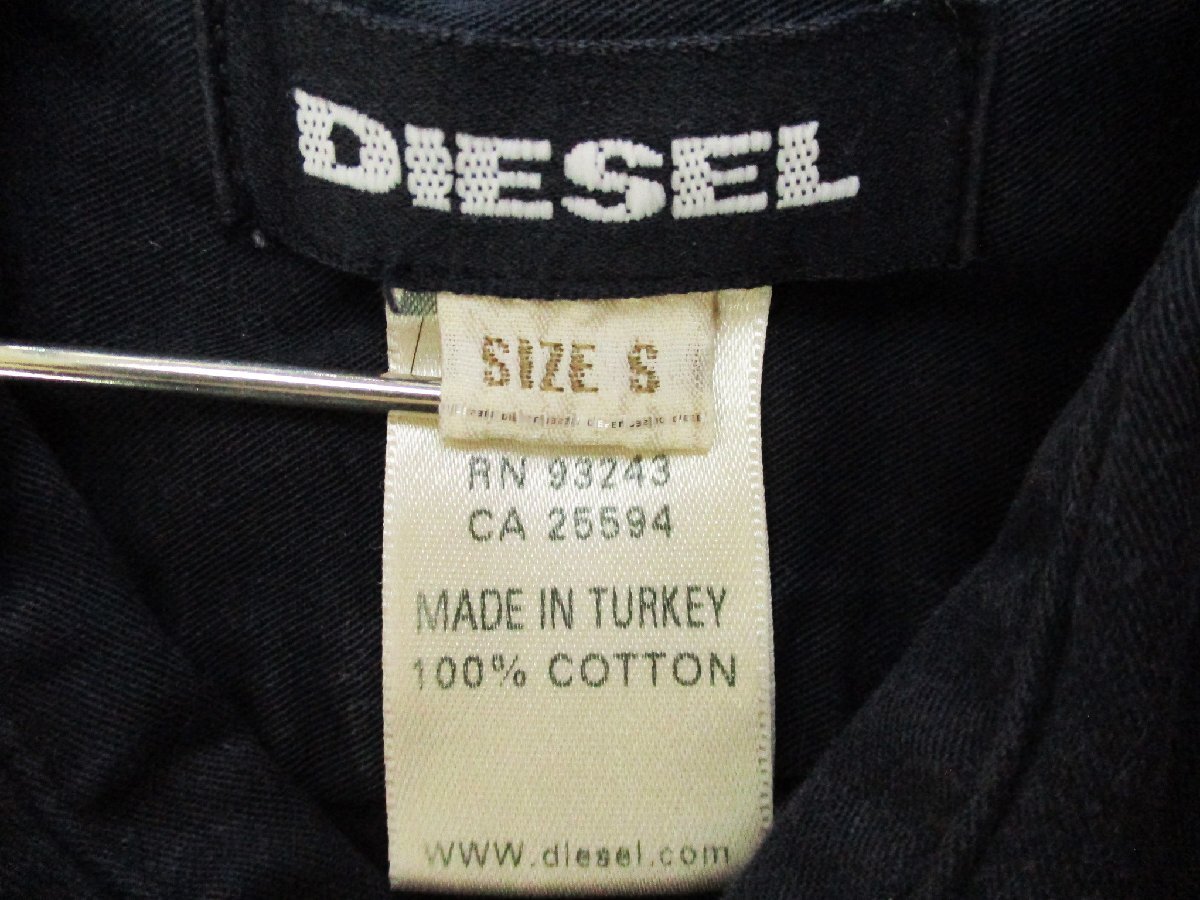 DIESEL
SIZE S
RN 93243
CA 25594
MADE IN TURKEY
100% COTTON
www.diesel.com